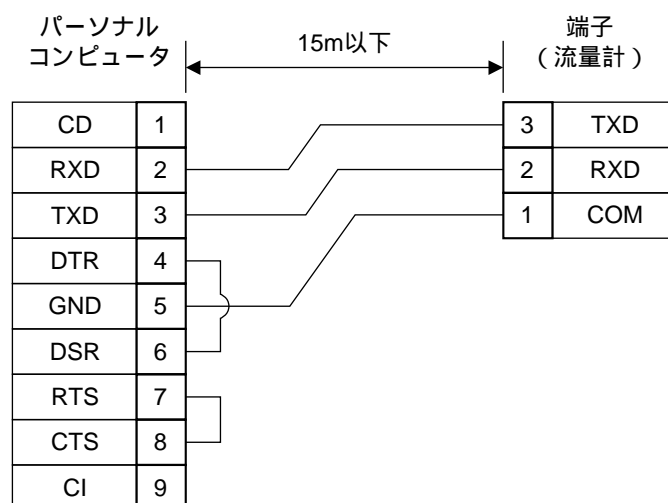 パーソナル
コンピュータ
15m以下
端子
（流量計）
CD 1
RXD 2
TXD 3
DTR 4
GND 5
DSR 6
RTS 7
CTS 8
CI 9
3 TXD
2 RXD
1 COM